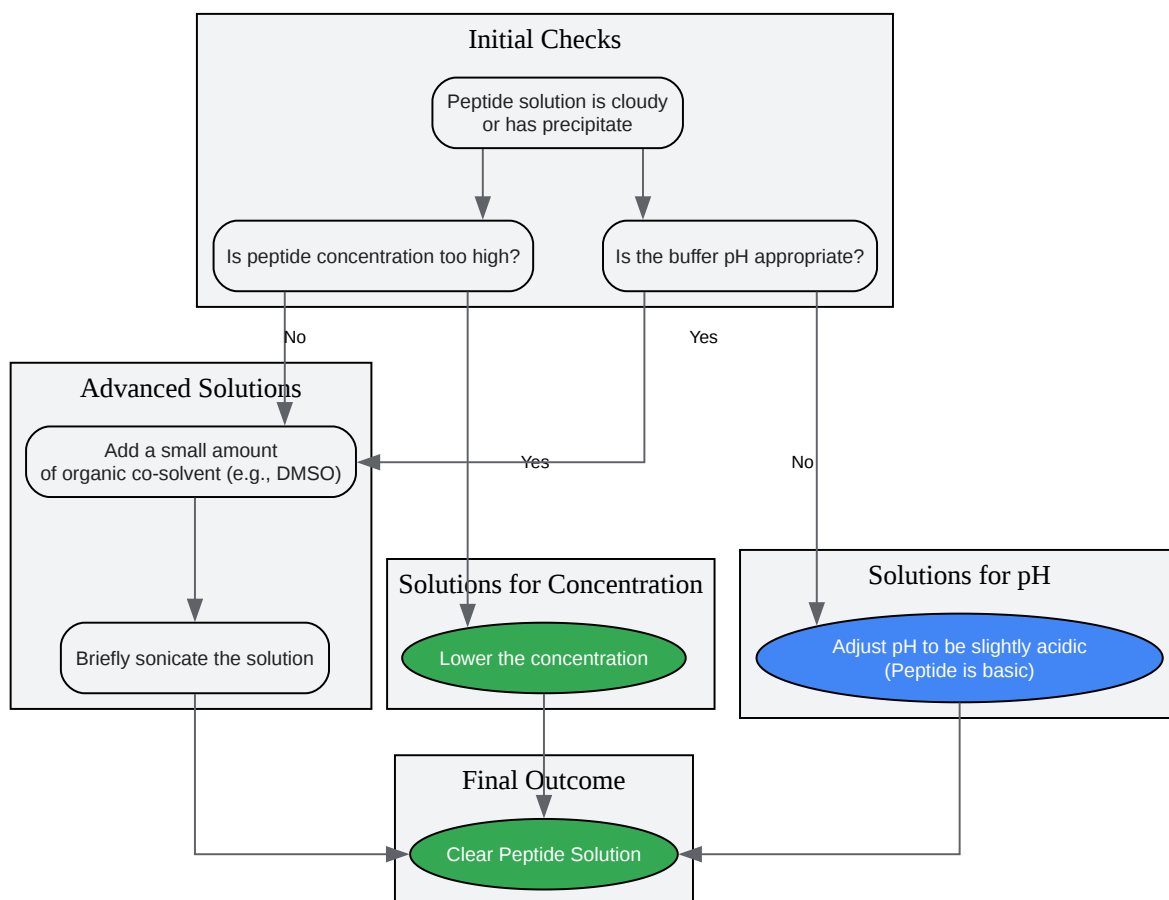 Initial Checks
Peptide solution is cloudy
or has precipitate
Is peptide concentration too high?
Is the buffer pH appropriate?
No
Yes
Advanced Solutions
Add a small amount
of organic co-solvent (e.g., DMSO)
Yes
No
Solutions for Concentration
Solutions for pH
Briefly sonicate the solution
Lower the concentration
Adjust pH to be slightly acidic
(Peptide is basic)
Final Outcome
Clear Peptide Solution